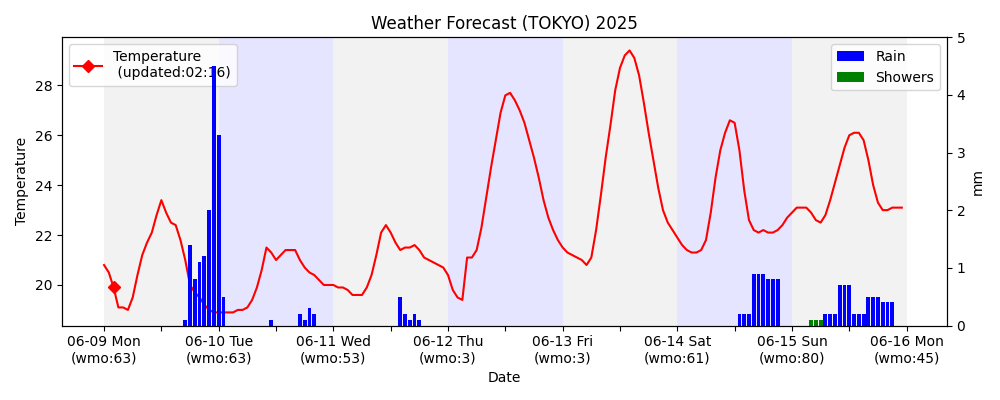 Weather Forecast (TOKYO) 2025
Temperature
(updated:02:16)
Rain
Showers
28
26
24
22
20
Temperature
5
4
3
2
1
0
mm
06-09 Mon
(wmo:63)
06-10 Tue
(wmo:63)
06-11 Wed
(wmo:53)
06-12 Thu
(wmo:3)
06-13 Fri
(wmo:3)
06-14 Sat
(wmo:61)
06-15 Sun
(wmo:80)
06-16 Mon
(wmo:45)
Date